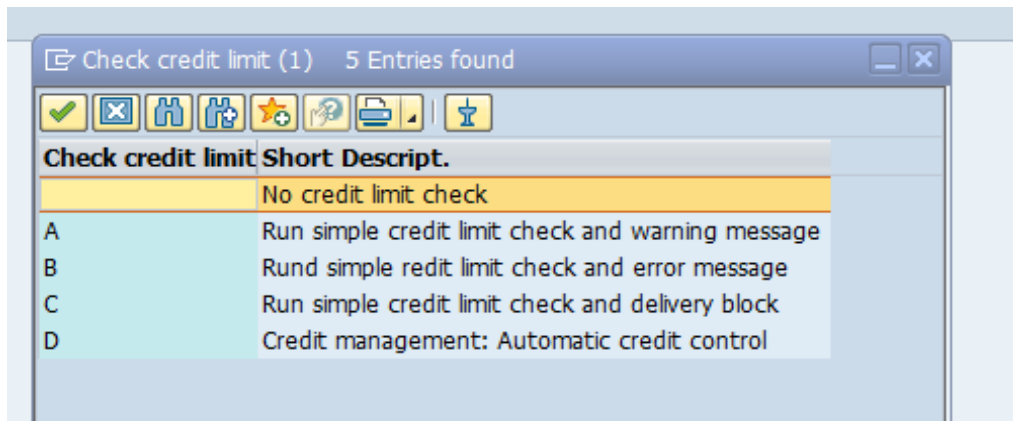 Check credit limit (1) 5 Entries found
Check credit limit Short Descript.
No credit limit check
A Run simple credit limit check and warning message
B Rund simple redit limit check and error message
C Run simple credit limit check and delivery block
D Credit management: Automatic credit control